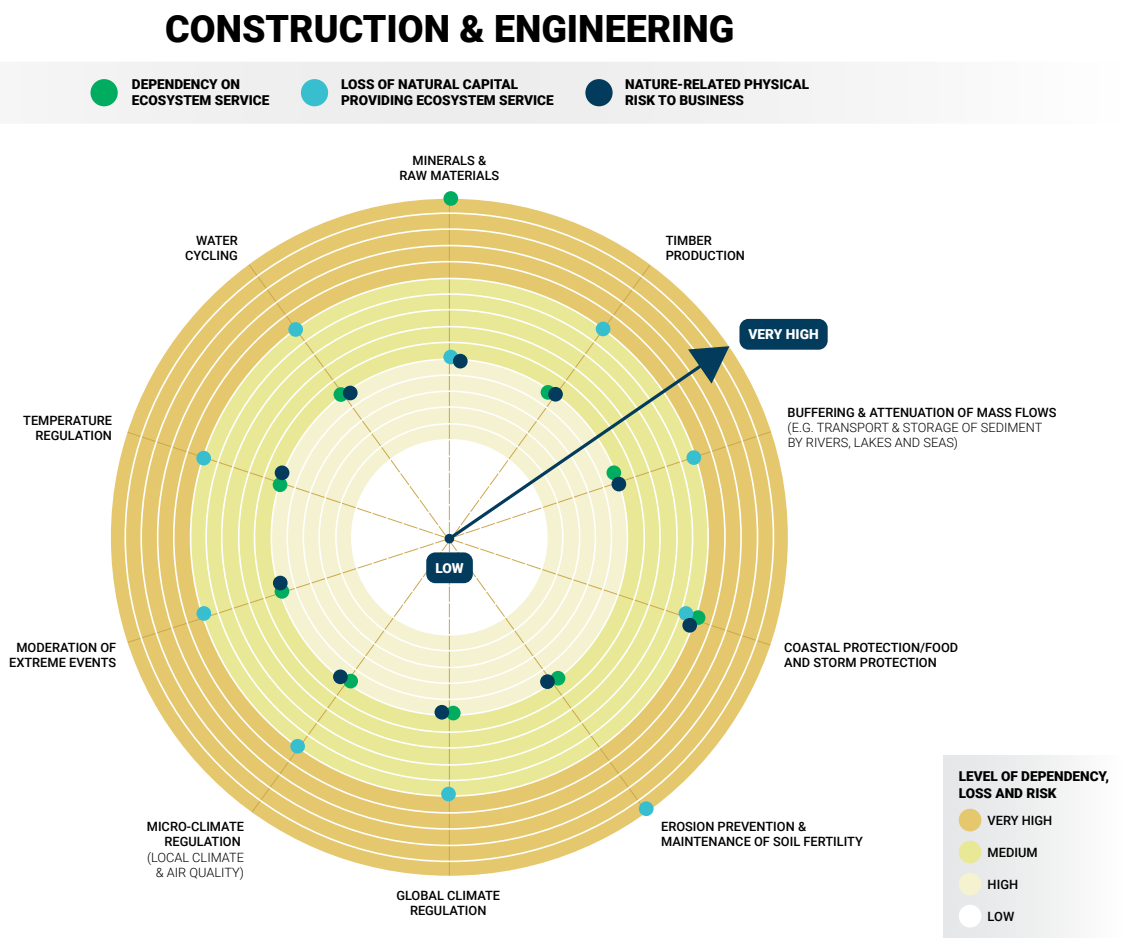 CONSTRUCTION & ENGINEERING
DEPENDENCY ON
ECOSYSTEM SERVICE
LOSS OF NATURAL CAPITAL
PROVIDING ECOSYSTEM SERVICE
NATURE-RELATED PHYSICAL
RISK TO BUSINESS
MINERALS &
RAW MATERIALS
WATER
CYCLING
TIMBER
PRODUCTION
VERY HIGH
TEMPERATURE
REGULATION
BUFFERING & ATTENUATION OF MASS FLOWS
(E.G. TRANSPORT & STORAGE OF SEDIMENT
BY RIVERS, LAKES AND SEAS)
LOW
MODERATION OF
EXTREME EVENTS
COASTAL PROTECTION/FOOD
AND STORM PROTECTION
MICRO-CLIMATE
REGULATION
(LOCAL CLIMATE
& AIR QUALITY)
EROSION PREVENTION &
MAINTENANCE OF SOIL FERTILITY
GLOBAL CLIMATE
REGULATION
LEVEL OF DEPENDENCY,
LOSS AND RISK
VERY HIGH
MEDIUM
HIGH
LOW